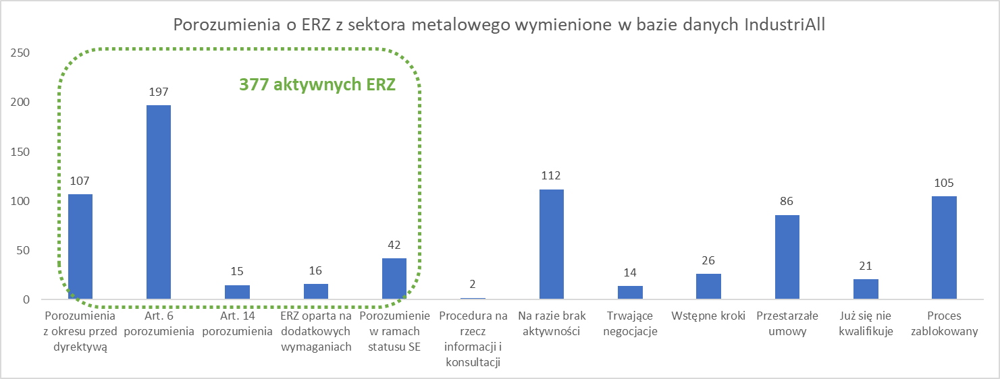 Porozumienia o ERZ z sektora metalowego wymienione w bazie danych IndustriAll
377 aktywnych ERZ
250
200
150
100
50
0
107
197
15
16
42
2
112
14
26
86
21
105
Porozumienia
z okresu przed
dyrektywą
Art. 6
porozumienia
Art. 14
porozumienia
ERZ oparta na
dodatkowych
wymaganiach
Porozumienie
w ramach
statusu SE
Procedura na
rzecz
informacji i
konsultacji
Na razie brak
aktywności
Trwające
negocjacje
Wstępne kroki
Przestarzałe
umowy
Już się nie
kwalifikuje
Proces
zablokowany